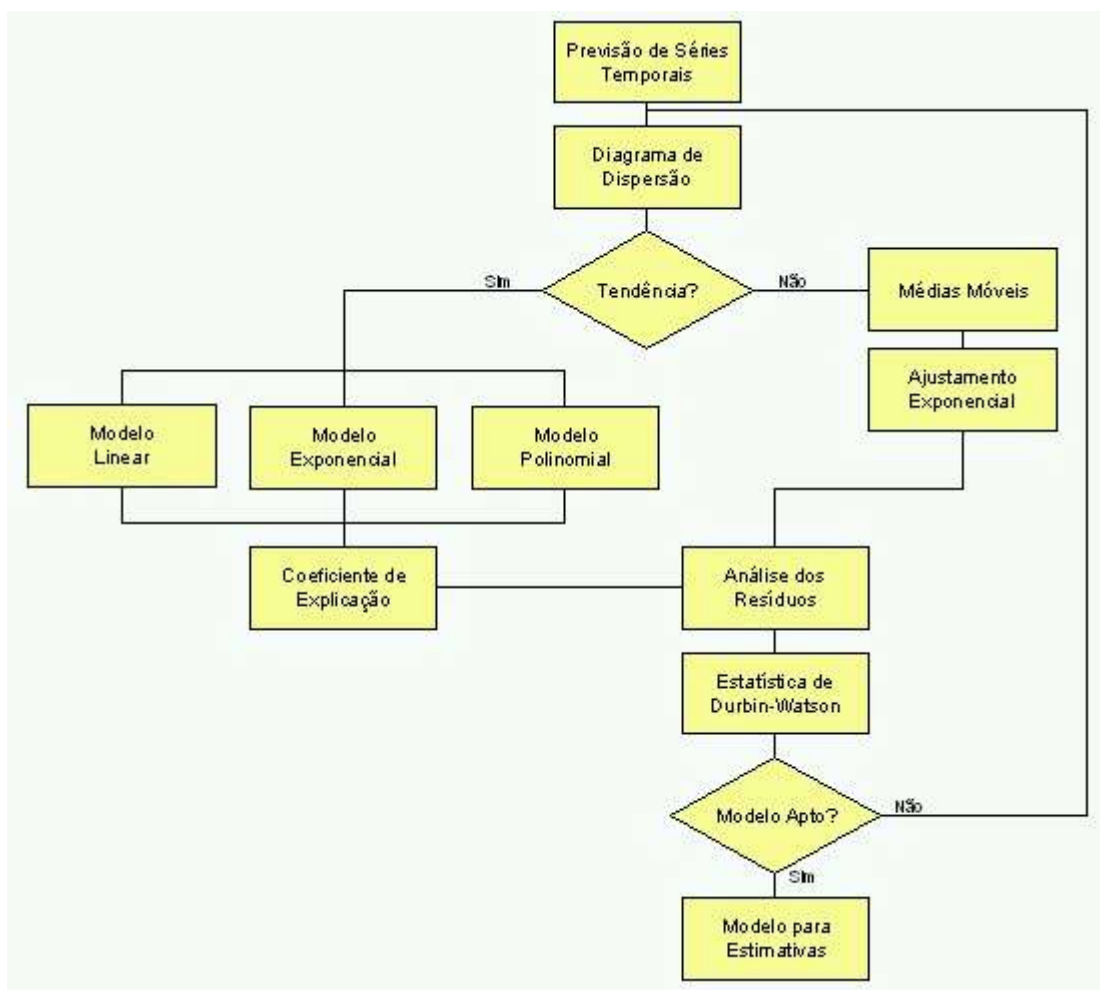 Previsão de Séries
Temporais
Diagrama de
Dispersão
Tendência?
Sim
Não
Médias Móveis
Ajustamento
Exponencial
Modelo
Linear
Modelo
Exponencial
Modelo
Polinomial
Coeficiente de
Explicação
Análise dos
Resíduos
Estatística de
Durbin-Watson
Modelo Apto?
Não
Sim
Modelo para
Estimativas